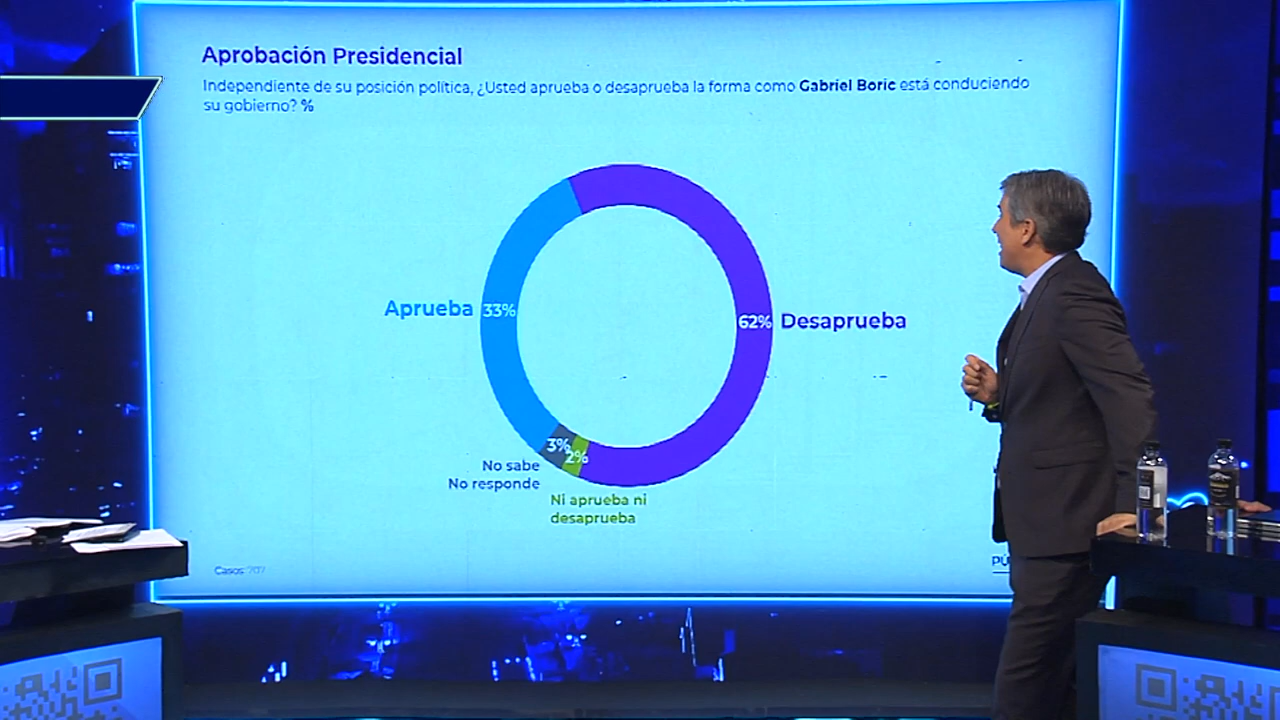 Aprobación Presidencial
Independiente de su posición política, ¿Usted aprueba o desaprueba la forma como Gabriel Boric está conduciendo
su gobierno? %
Aprueba 33%
62% Desaprueba
3%
2%
No sabe
No responde
Ni aprueba ni
desaprueba
Casos: 707